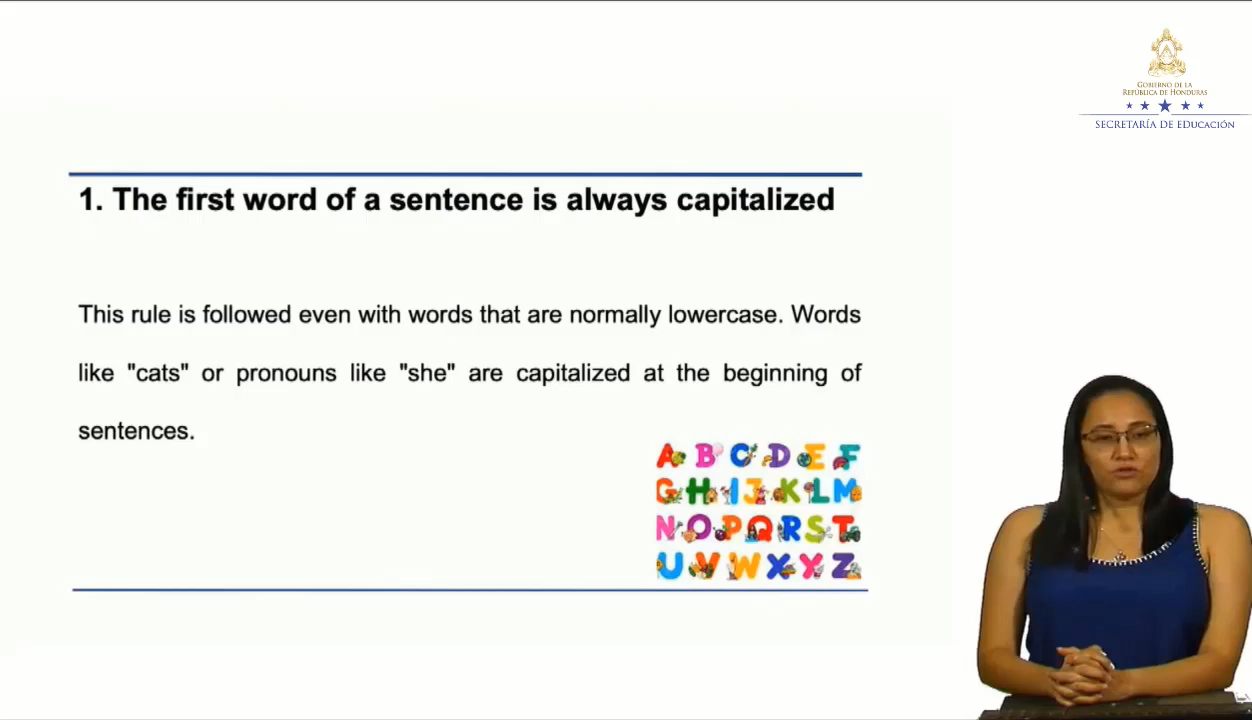 GOBIERNO DE LA
REPÚBLICA DE HONDURAS
SECRETARÍA DE EDUCACIÓN
1. The first word of a sentence is always capitalized
This rule is followed even with words that are normally lowercase. Words
like "cats" or pronouns like "she" are capitalized at the beginning of
sentences.
A B C D E F
G H I J K L M
N O P Q R S T
U V W X Y Z